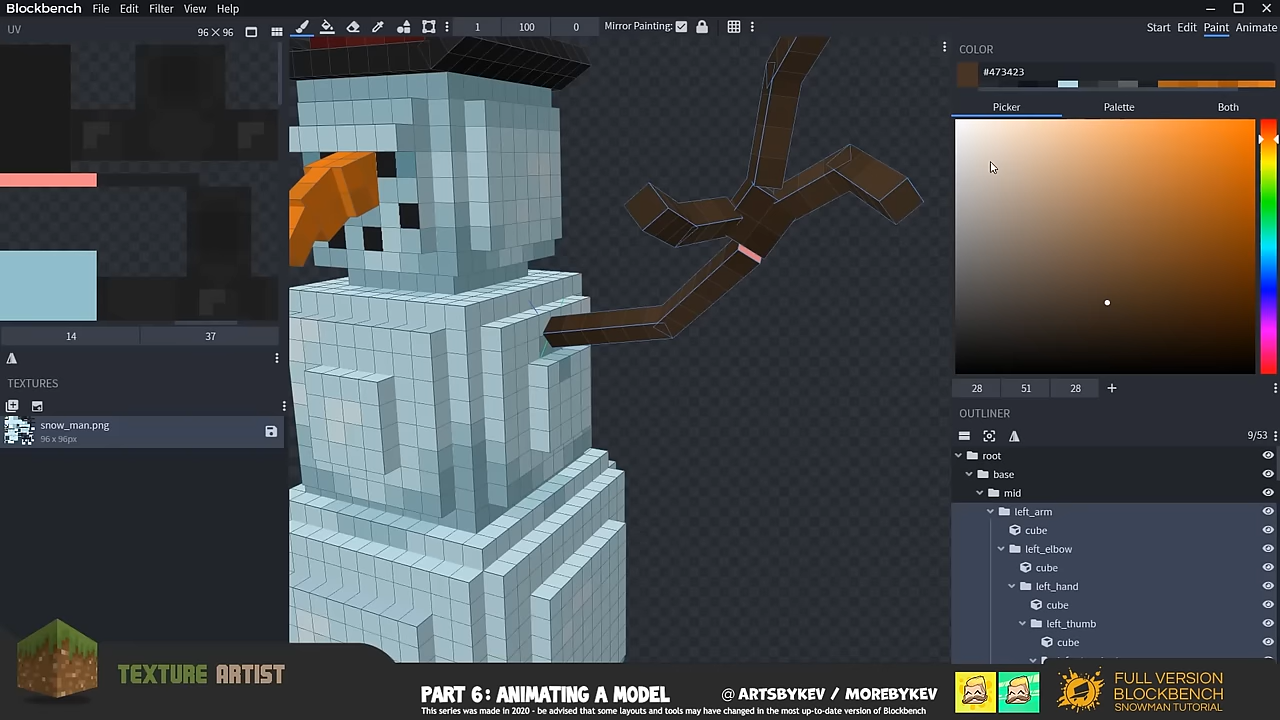 Blockbench File Edit Filter View Help
UV
96 × 96
1
100
0
Mirror Painting:
Start Edit Paint Animate
COLOR
#473423
Picker Palette Both
14
37
28
51
28
TEXTURES
snow_man.png
96 x 96px
OUTLINER
9/53
root
base
mid
left_arm
cube
left_elbow
cube
left_hand
cube
left_thumb
cube
TEXTURE ARTIST
PART 6: ANIMATING A MODEL
@ARTSBYKEV / MOREBYKEV
This series was made in 2020 - be advised that some layouts and tools may have changed in the most up-to-date version of Blockbench
FULL VERSION
BLOCKBENCH
SNOWMAN TUTORIAL